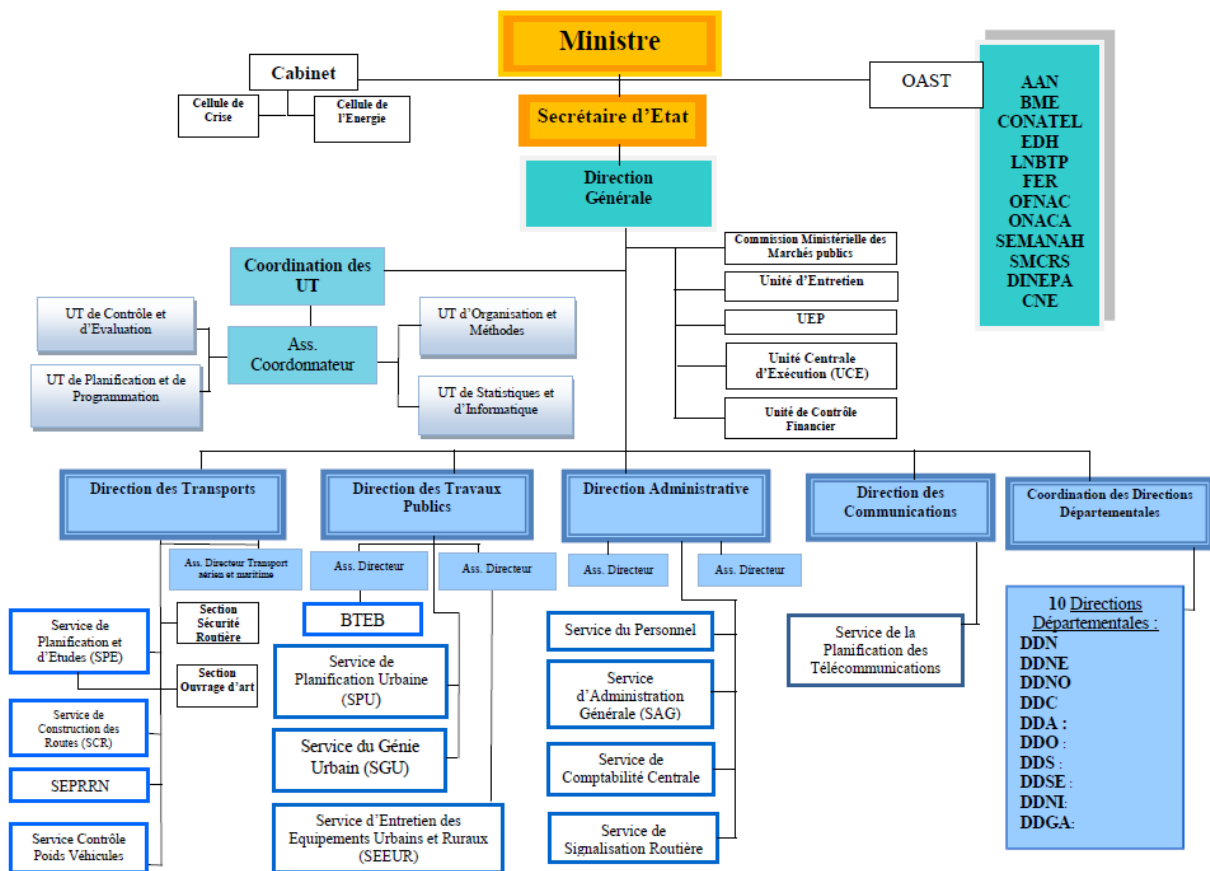 Ministre
Cabinet
OAST
Cellule de
Crise
Cellule de
l'Energie
Secrétaire d'Etat
AAN
BME
CONATEL
EDH
LNBTP
FER
OFNAC
ONACA
SEMANAH
SMCRS
DINEPA
CNE
Direction
Générale
Coordination des
UT
Commission Ministérielle des
Marchés publics
Unité d'Entretien
UEP
Unité Centrale
d'Exécution (UCE)
Unité de Contrôle
Financier
UT de Contrôle et
d'Evaluation
UT d'Organisation et
Méthodes
Ass.
Coordonnateur
UT de Planification et de
Programmation
UT de Statistiques et
d'Informatique
Direction des Transports
Direction des Travaux
Publics
Direction Administrative
Direction des
Communications
Coordination des Directions
Départementales
Ass. Directeur Transport
aérien et maritime
Ass. Directeur
Ass. Directeur
Ass. Directeur
Ass. Directeur
Service de
Planification et
d'Etudes (SPE)
Section
Sécurité
Routière
Section
Ouvrage d'art
Service de
Construction des
Routes (SCR)
SEPRRN
Service Contrôle
Poids Véhicules
BTEB
Service de
Planification Urbaine
(SPU)
Service du Génie
Urbain (SGU)
Service d'Entretien des
Equipements Urbains et Ruraux
(SEEUR)
Service du Personnel
Service
d'Administration
Générale (SAG)
Service de
Comptabilité Centrale
Service de
Signalisation Routière
Service de la
Planification des
Télécommunications
10 Directions
Départementales :
DDN
DDNE
DDNO
DDC
DDA :
DDO :
DDS :
DDSE :
DDNI:
DDGA: